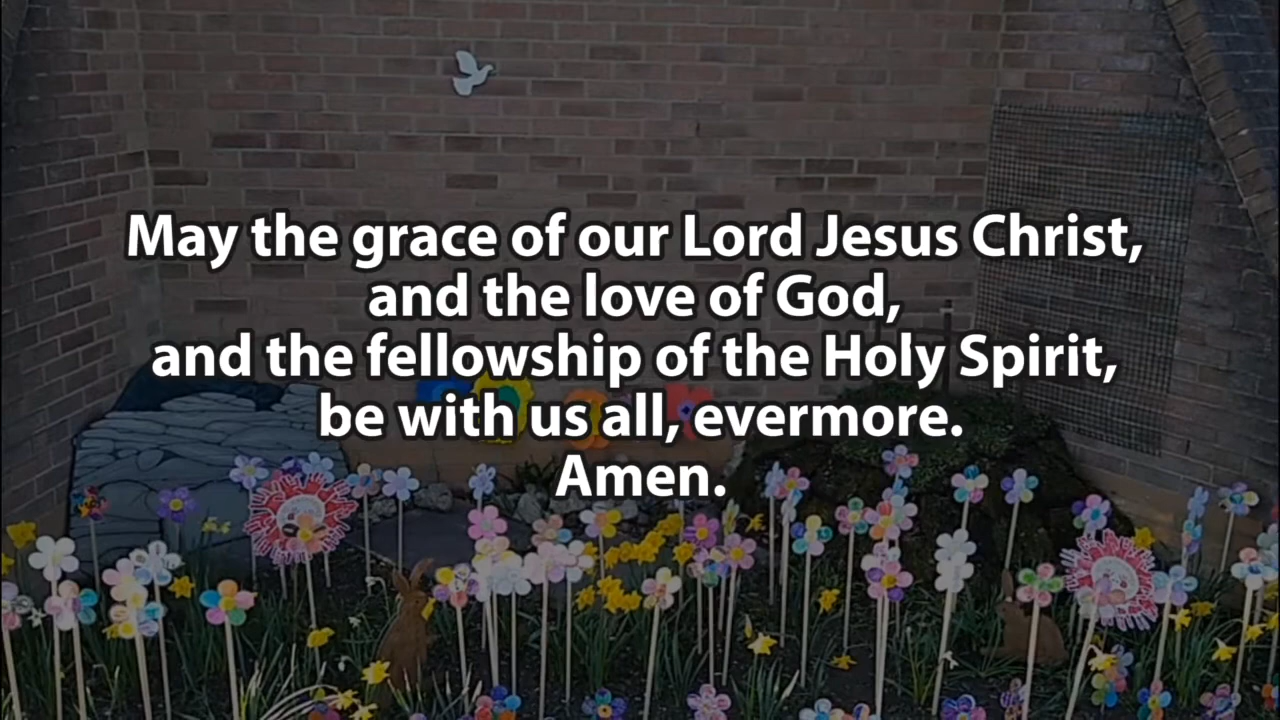 May the grace of our Lord Jesus Christ,
and the love of God,
and the fellowship of the Holy Spirit,
be with us all, evermore.
Amen.